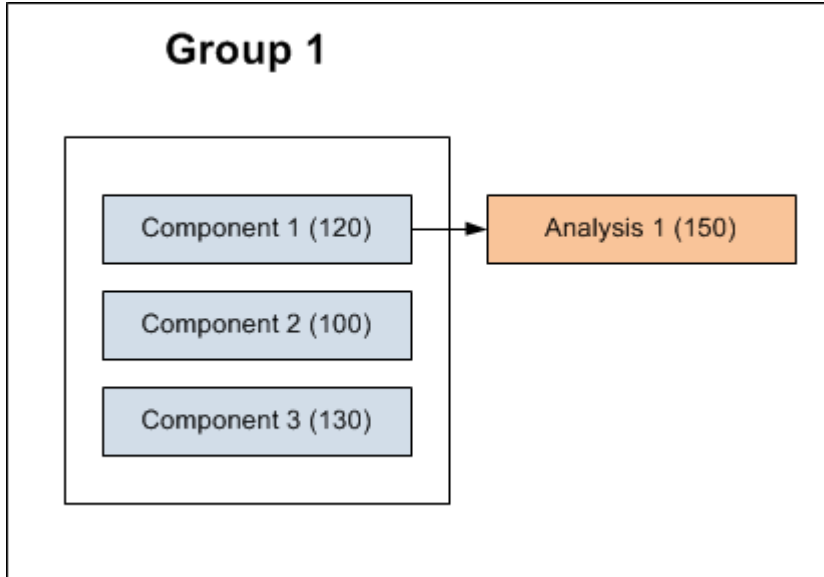 Group 1
Component 1 (120)
Analysis 1 (150)
Component 2 (100)
Component 3 (130)